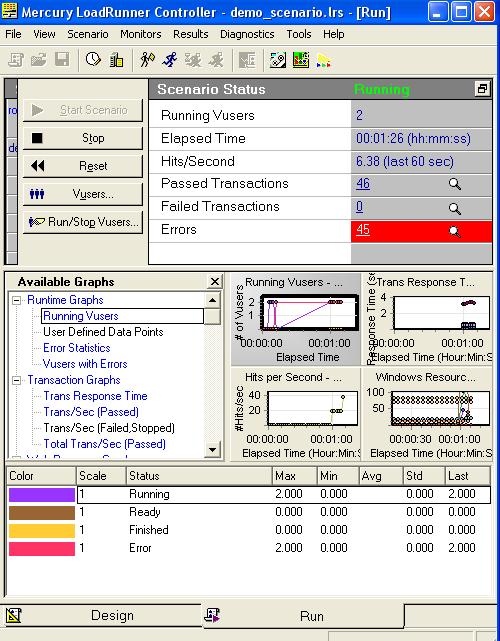 Mercury LoadRunner Controller - demo_scenario.lrs - [Run]
File View Scenario Monitors Results Diagnostics Tools Help
Start Scenario
Stop
Reset
Vusers...
Run/Stop Vusers...
Scenario Status Running
Running Vusers 2
Elapsed Time 00:01:26 (hh:mm:ss)
Hits/Second 6.38 (last 60 sec)
Passed Transactions 46
Failed Transactions 0
Errors 45
Available Graphs
Runtime Graphs
Running Vusers
User Defined Data Points
Error Statistics
Vusers with Errors
Transaction Graphs
Trans Response Time
Trans/Sec (Passed)
Trans/Sec (Failed,Stopped)
Total Trans/Sec (Passed)
Running Vusers - ...
# of Vusers
2
1
0
00:00:00 00:01:00
Elapsed Time
Trans Response T...
Response Time (se
4
2
0
00:01:00
Elapsed Time (Hour:Min:S
Hits per Second - ...
#Hits/sec
40
20
0
00:00:00 00:01:00
Elapsed Time (Hour:Min:S
Windows Resourc...
100
50
0
00:00:30 00:01:00
Elapsed Time (Hour:Min:S
Color Scale Status Max Min Avg Std Last
1 Running 2.000 0.000 0.000 2.000
1 Ready 0.000 0.000 0.000 0.000
1 Finished 0.000 0.000 0.000 0.000
1 Error 2.000 0.000 0.000 2.000
Design Run